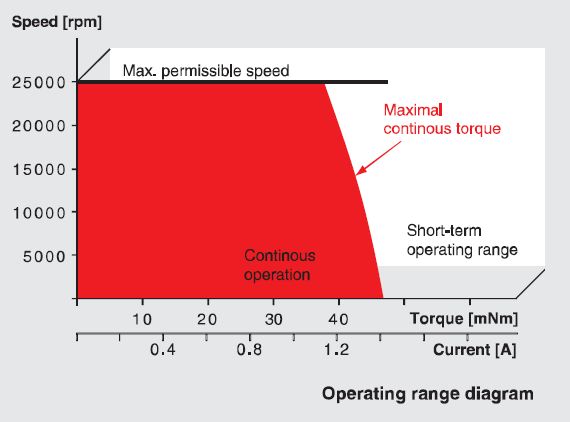 Speed [rpm]
Max. permissible speed
25000
20000
15000
10000
5000
Maximal
continous torque
Short-term
operating range
Continous
operation
10 20 30 40 Torque [mNm]
0.4 0.8 1.2 Current [A]
Operating range diagram